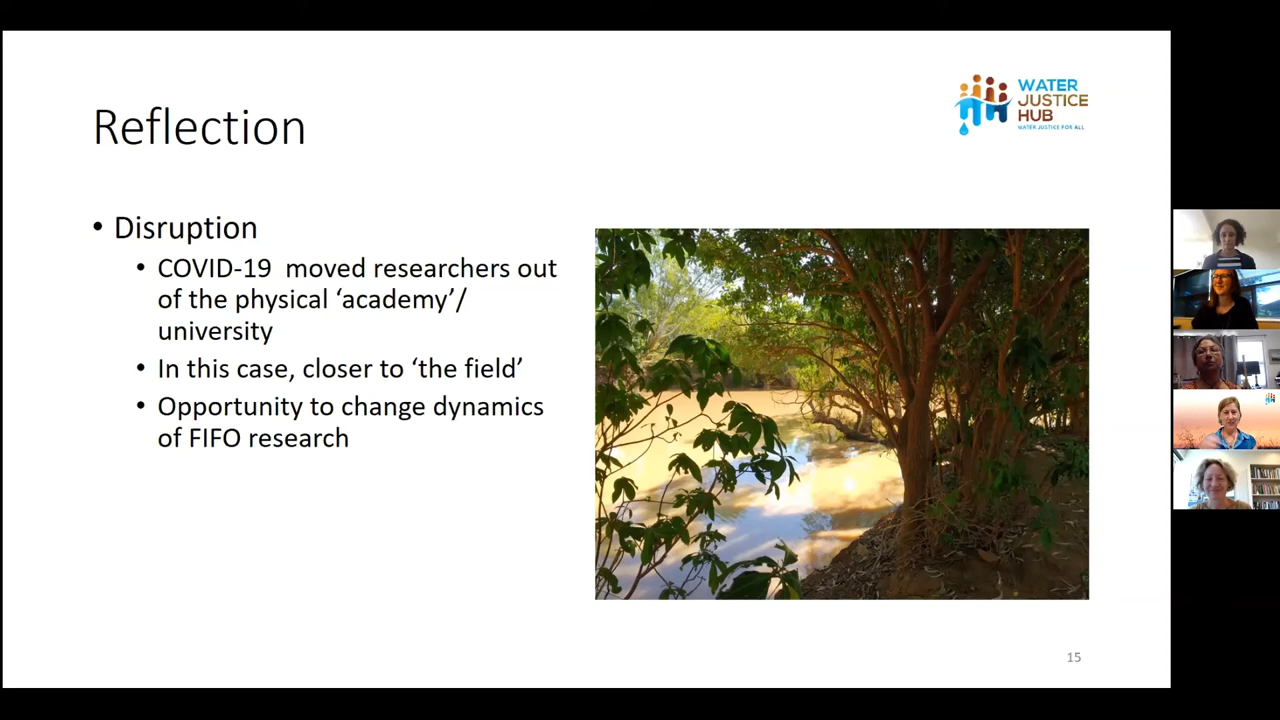 Reflection
WATER
JUSTICE
HUB
WATER JUSTICE FOR ALL
• Disruption
• COVID-19 moved researchers out
of the physical ‘academy’/
university
• In this case, closer to ‘the field’
• Opportunity to change dynamics
of FIFO research
15